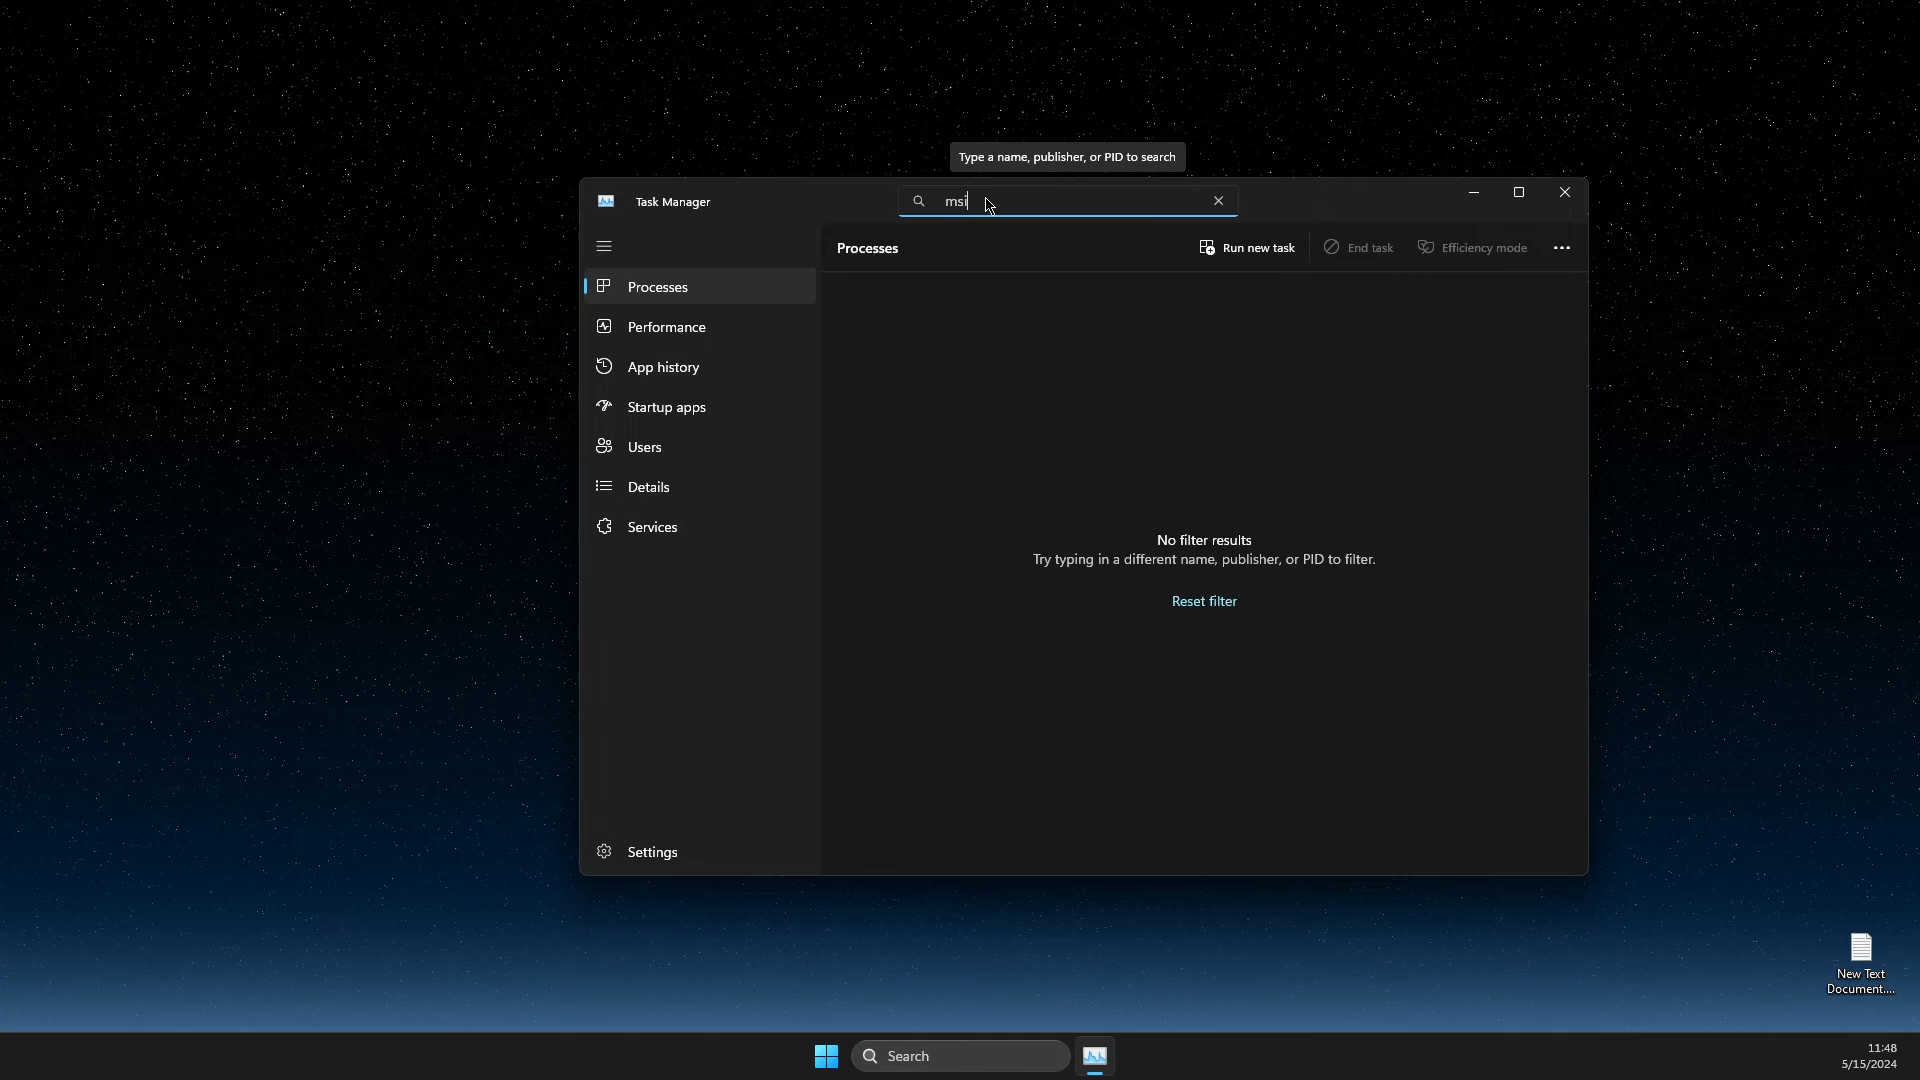 Type a name, publisher, or PID to search
Task Manager
msi
Processes
Run new task
End task
Efficiency mode
Processes
Performance
App history
Startup apps
Users
Details
Services
No filter results
Try typing in a different name, publisher, or PID to filter.
Reset filter
Settings
New Text
Document....
Search
11:48
5/15/2024